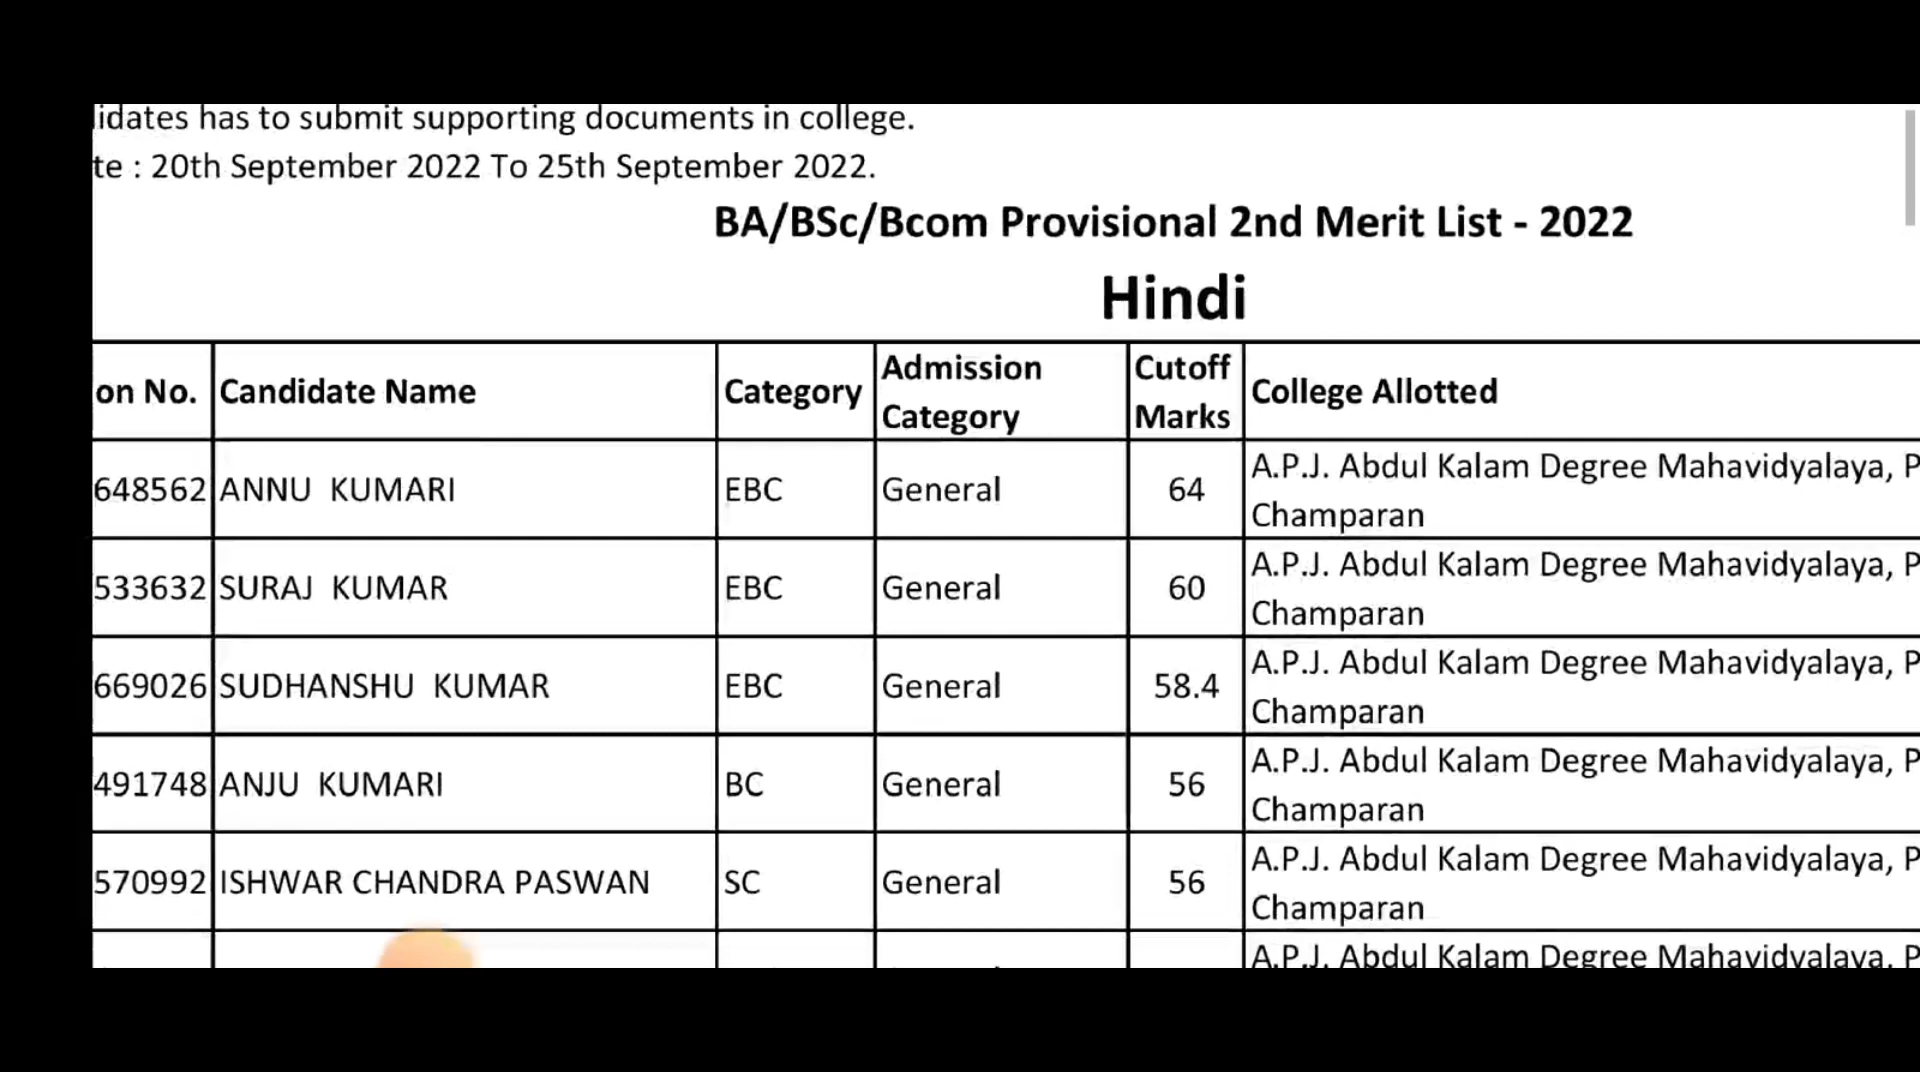 idates has to submit supporting documents in college.
te : 20th September 2022 To 25th September 2022.
BA/BSc/Bcom Provisional 2nd Merit List - 2022
Hindi
on No. Candidate Name Category Admission Category Cutoff Marks College Allotted
648562 ANNU KUMARI EBC General 64 A.P.J. Abdul Kalam Degree Mahavidyalaya, P
Champaran
533632 SURAJ KUMAR EBC General 60 A.P.J. Abdul Kalam Degree Mahavidyalaya, P
Champaran
669026 SUDHANSHU KUMAR EBC General 58.4 A.P.J. Abdul Kalam Degree Mahavidyalaya, P
Champaran
491748 ANJU KUMARI BC General 56 A.P.J. Abdul Kalam Degree Mahavidyalaya, P
Champaran
570992 ISHWAR CHANDRA PASWAN SC General 56 A.P.J. Abdul Kalam Degree Mahavidyalaya, P
Champaran
A.P.J. Abdul Kalam Degree Mahavidyalaya, P